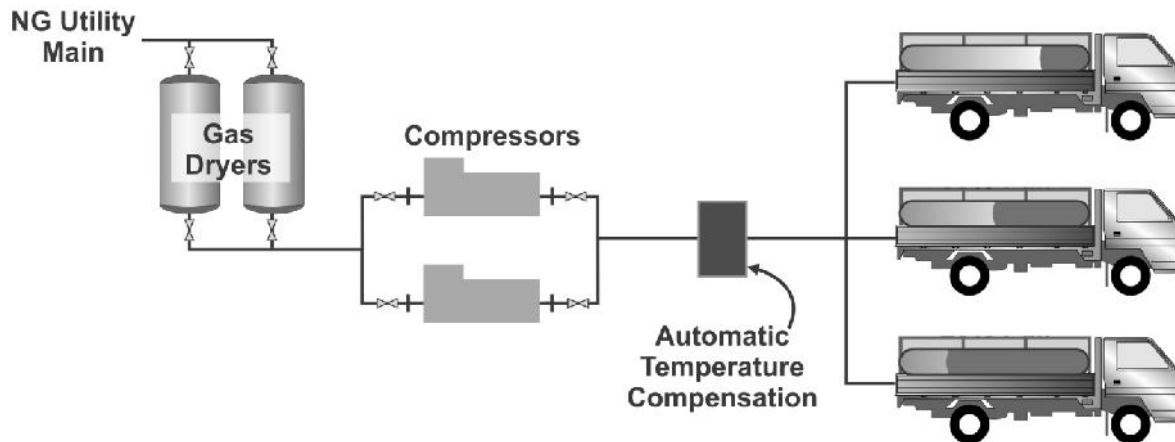 NG Utility
Main
Gas
Dryers
Compressors
Automatic
Temperature
Compensation